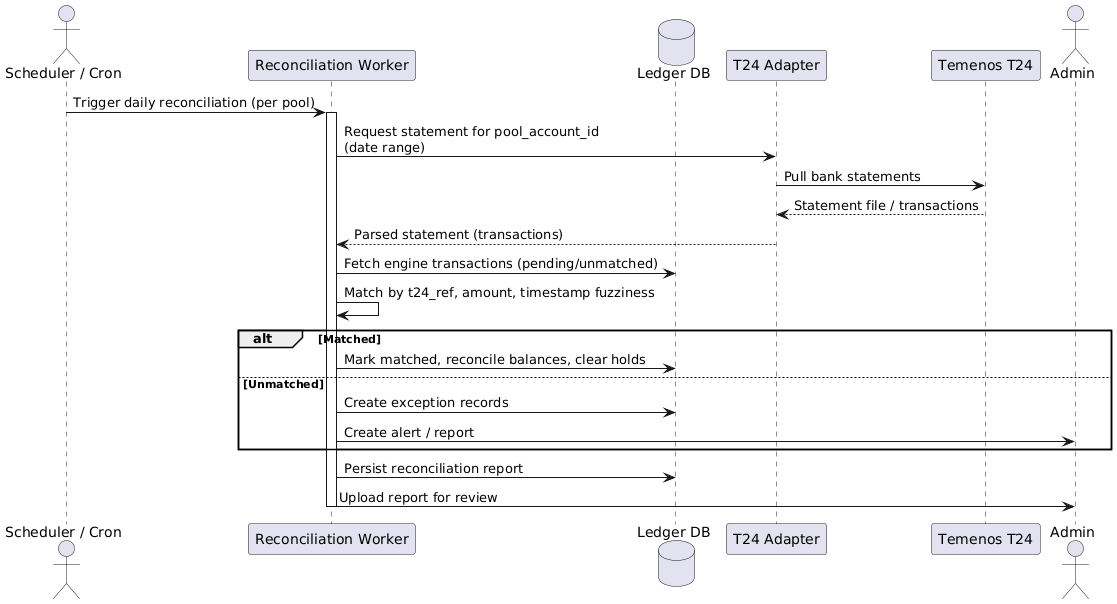 Scheduler / Cron
Reconciliation Worker
Ledger DB
T24 Adapter
Temenos T24
Admin
Trigger daily reconciliation (per pool)
Request statement for pool_account_id
(date range)
Pull bank statements
Statement file / transactions
Parsed statement (transactions)
Fetch engine transactions (pending/unmatched)
Match by t24_ref, amount, timestamp fuzziness
alt
[Matched]
Mark matched, reconcile balances, clear holds
[Unmatched]
Create exception records
Create alert / report
Persist reconciliation report
Upload report for review
Scheduler / Cron
Reconciliation Worker
Ledger DB
T24 Adapter
Temenos T24
Admin